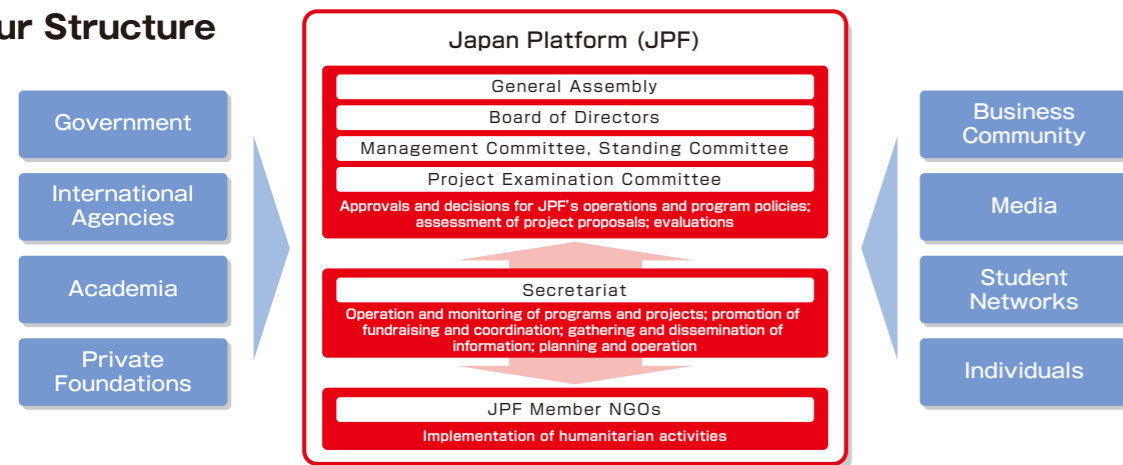 ur Structure
Government
International
Agencies
Academia
Private
Foundations
Japan Platform (JPF)
General Assembly
Board of Directors
Management Committee, Standing Committee
Project Examination Committee
Approvals and decisions for JPF's operations and program policies;
assessment of project proposals; evaluations
Secretariat
Operation and monitoring of programs and projects; promotion of
fundraising and coordination; gathering and dissemination of
information; planning and operation
JPF Member NGOs
Implementation of humanitarian activities
Business
Community
Media
Student
Networks
Individuals